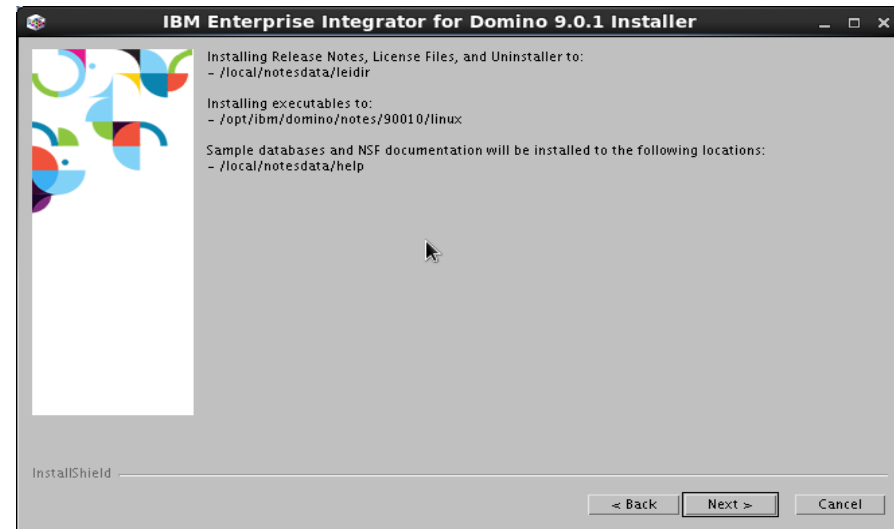 IBM Enterprise Integrator for Domino 9.0.1 Installer
Installing Release Notes, License Files, and Uninstaller to:
- /local/notesdata/leidir
Installing executables to:
- /opt/ibm/domino/notes/90010/linux
Sample databases and NSF documentation will be installed to the following locations:
- /local/notesdata/help
InstallShield
< Back
Next >
Cancel